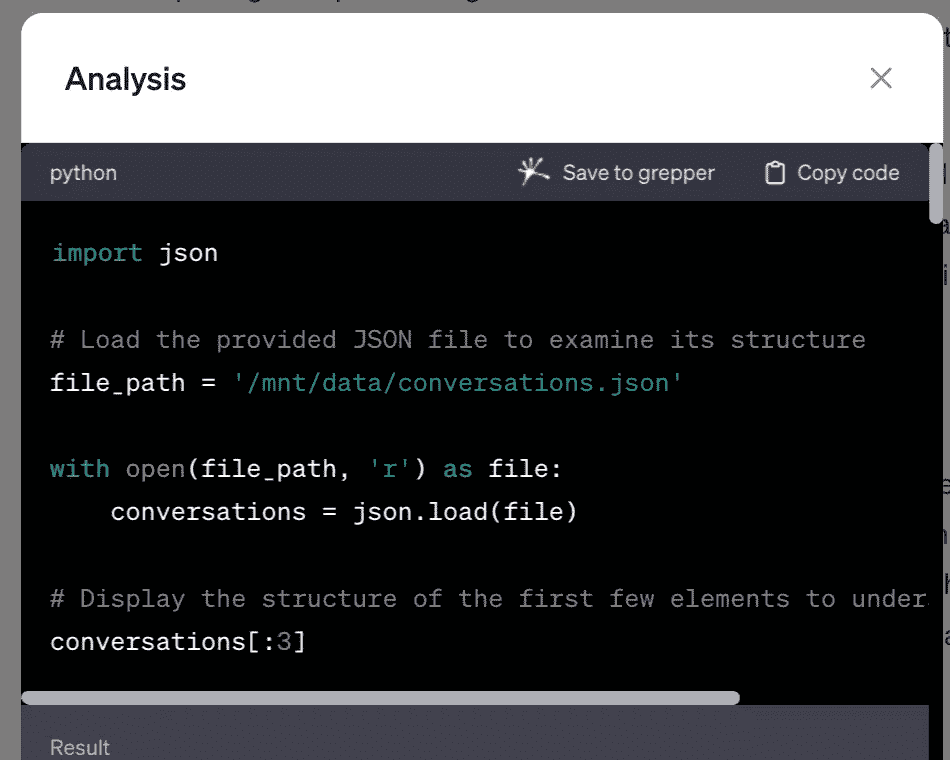 Analysis
python
Save to grepper
Copy code
import json
# Load the provided JSON file to examine its structure
file_path = '/mnt/data/conversations.json'
with open(file_path, 'r') as file:
    conversations = json.load(file)
# Display the structure of the first few elements to
conversations[:3]
Result